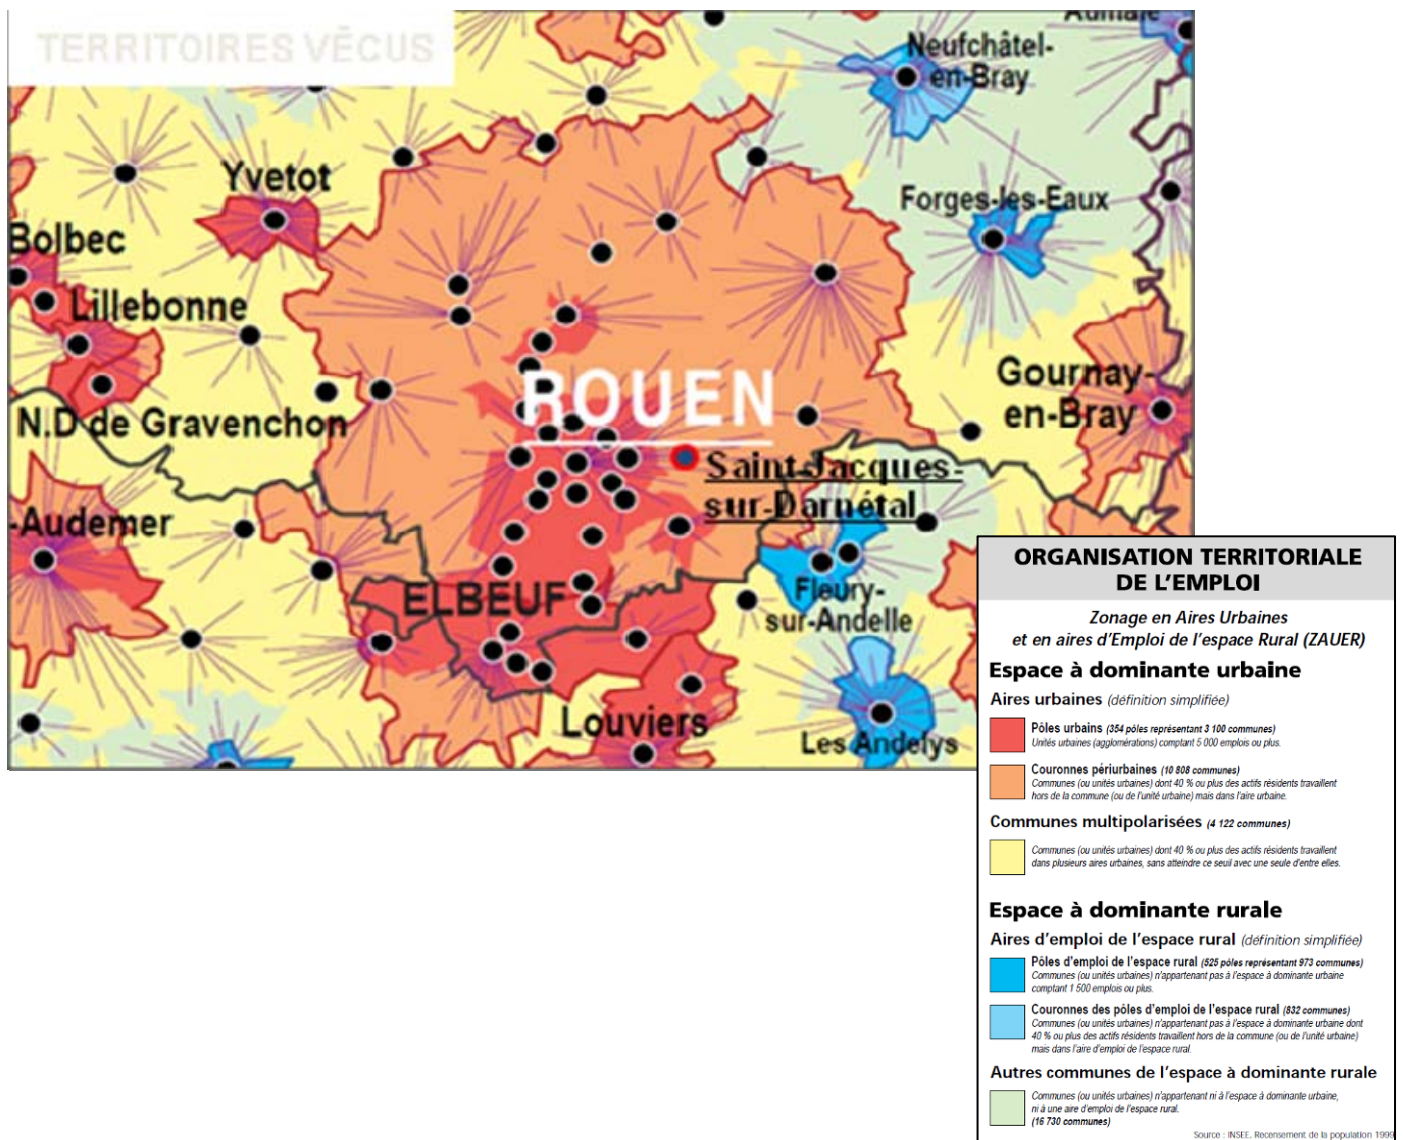 TERRITOIRES VÉCUS
Aumale
Neufchâtel-
en-Bray
Yvetot
Forges-les-Eaux
Bolbec
Lillebonne
Gournay-
en-Bray
ROUEN
N.D de Gravenchon
Saint-Jacques-
sur-Darnétal
-Audemer
ELBEUF
Fleury-
sur-Andelle
Louviers
Les Andelys
ORGANISATION TERRITORIALE
DE L'EMPLOI
Zonage en Aires Urbaines
et en aires d'Emploi de l'espace Rural (ZAUER)
Espace à dominante urbaine
Aires urbaines (définition simplifiée)
Pôles urbains (354 pôles représentant 3 100 communes)
Unités urbaines (agglomérations) comptant 5 000 emplois ou plus.
Couronnes périurbaines (10 808 communes)
Communes (ou unités urbaines) dont 40 % ou plus des actifs résidents travaillent
hors de la commune (ou de l'unité urbaine) mais dans l'aire urbaine.
Communes multipolarisées (4 122 communes)
Communes (ou unités urbaines) dont 40 % ou plus des actifs résidents travaillent
dans plusieurs aires urbaines, sans atteindre ce seuil avec une seule d'entre elles.
Espace à dominante rurale
Aires d'emploi de l'espace rural (définition simplifiée)
Pôles d'emploi de l'espace rural (525 pôles représentant 973 communes)
Communes (ou unités urbaines) n'appartenant pas à l'espace à dominante urbaine
comptant 1 500 emplois ou plus.
Couronnes des pôles d'emploi de l'espace rural (832 communes)
Communes (ou unités urbaines) n'appartenant pas à l'espace à dominante urbaine dont
40 % ou plus des actifs résidents travaillent hors de la commune (ou de l'unité urbaine)
mais dans l'aire d'emploi de l'espace rural.
Autres communes de l'espace à dominante rurale
Communes (ou unités urbaines) n'appartenant ni à l'espace à dominante urbaine,
ni à une aire d'emploi de l'espace rural.
(16 730 communes)
Source : INSEE, Recensement de la population 1999